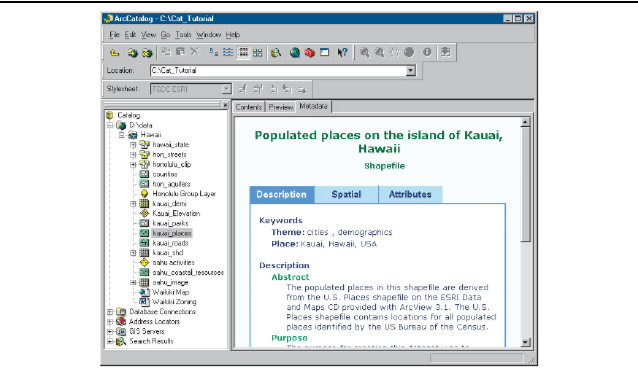 ArcCatalog - C:\Cat_Tutorial
File Edit View Go Tools Window Help
Location: C:\Cat_Tutorial
Stylesheet: FGDC ESRI
Contents Preview Metadata
Catalog
D:\data
Hawaii
hawaii_state
hon_streets
honolulu_clip
counties
hon_aquifers
Honolulu Group Layer
kauai_dem
Kauai_Elevation
kauai_parks
kauai_places
kauai_roads
kauai_shd
oahu activities
oahu_coastal_resources
oahu_image
Waikiki Map
Waikiki Zoning
Database Connections
Address Locators
GIS Servers
Search Results
Populated places on the island of Kauai,
Hawaii
Shapefile
Description Spatial Attributes
Keywords
Theme: cities , demographics
Place: Kauai, Hawaii, USA
Description
Abstract
The populated places in this shapefile are derived
from the U.S. Places shapefile on the ESRI Data
and Maps CD provided with ArcView 3.1. The U.S.
Places shapefile contains locations for all populated
places identified by the US Bureau of the Census.
Purpose